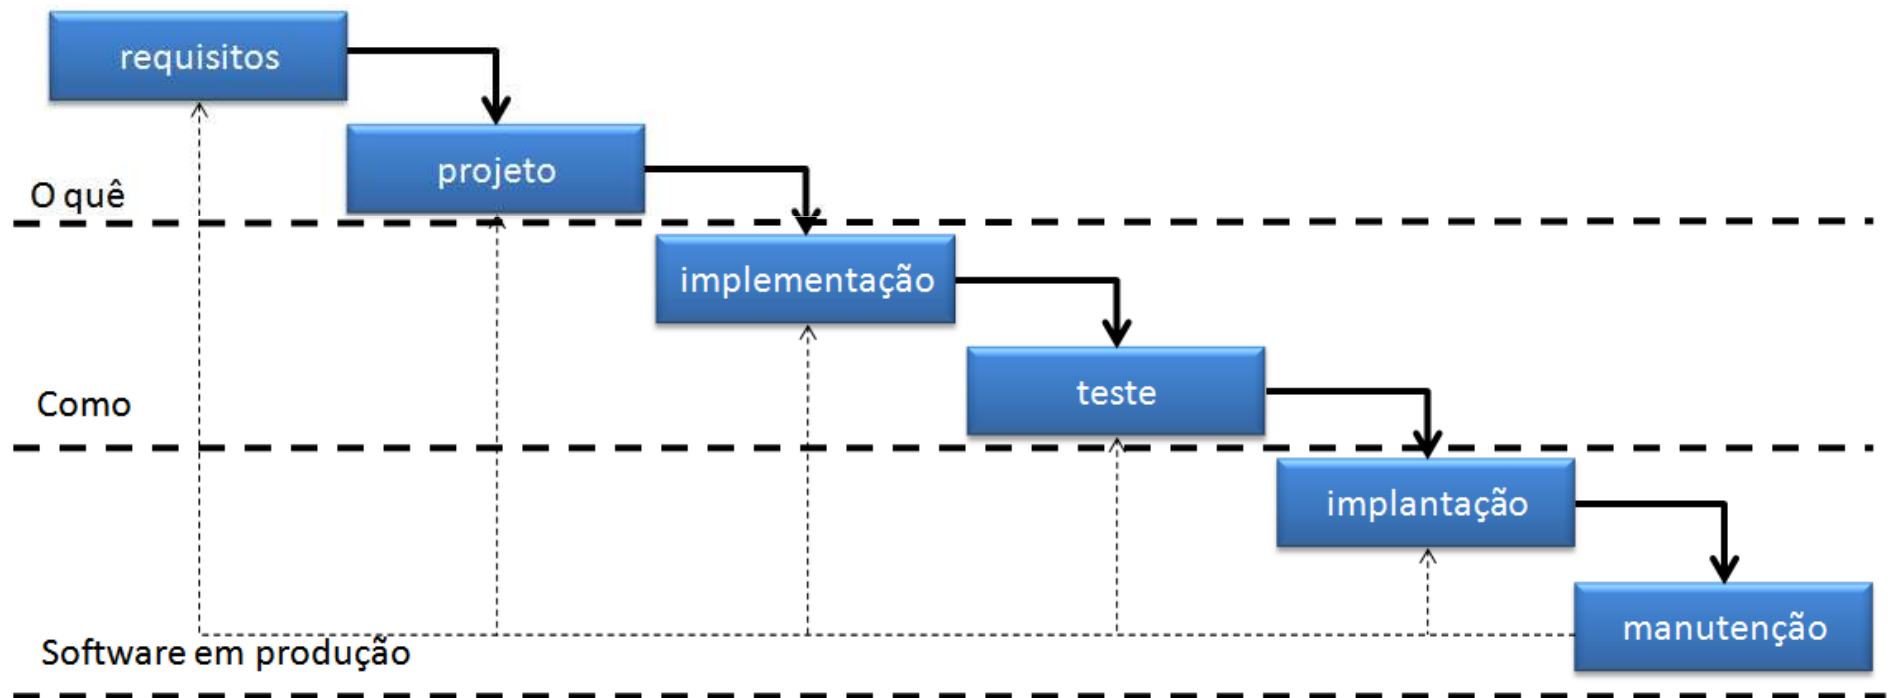 requisitos
projeto
O quê
implementação
teste
Como
implantação
manutenção
Software em produção